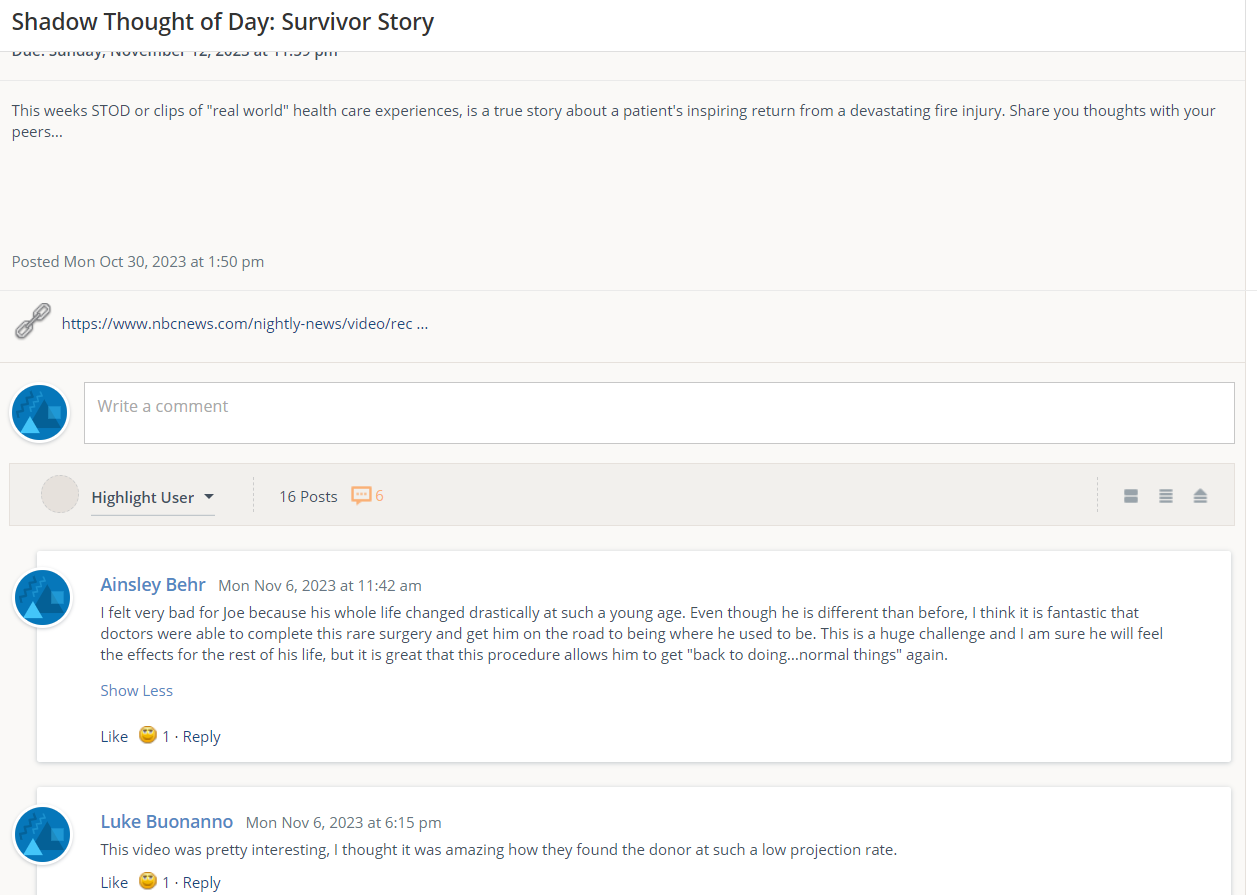 Shadow Thought of Day: Survivor Story
Due: Sunday, November 12, 2023 at 11:59 pm
This weeks STOD or clips of "real world" health care experiences, is a true story about a patient's inspiring return from a devastating fire injury. Share you thoughts with your
peers...
Posted Mon Oct 30, 2023 at 1:50 pm
https://www.nbcnews.com/nightly-news/video/rec ...
Write a comment
Highlight User 16 Posts 6
Ainsley Behr Mon Nov 6, 2023 at 11:42 am
I felt very bad for Joe because his whole life changed drastically at such a young age. Even though he is different than before, I think it is fantastic that
doctors were able to complete this rare surgery and get him on the road to being where he used to be. This is a huge challenge and I am sure he will feel
the effects for the rest of his life, but it is great that this procedure allows him to get "back to doing...normal things" again.
Show Less
Like 1 · Reply
Luke Buonanno Mon Nov 6, 2023 at 6:15 pm
This video was pretty interesting, I thought it was amazing how they found the donor at such a low projection rate.
Like 1 · Reply